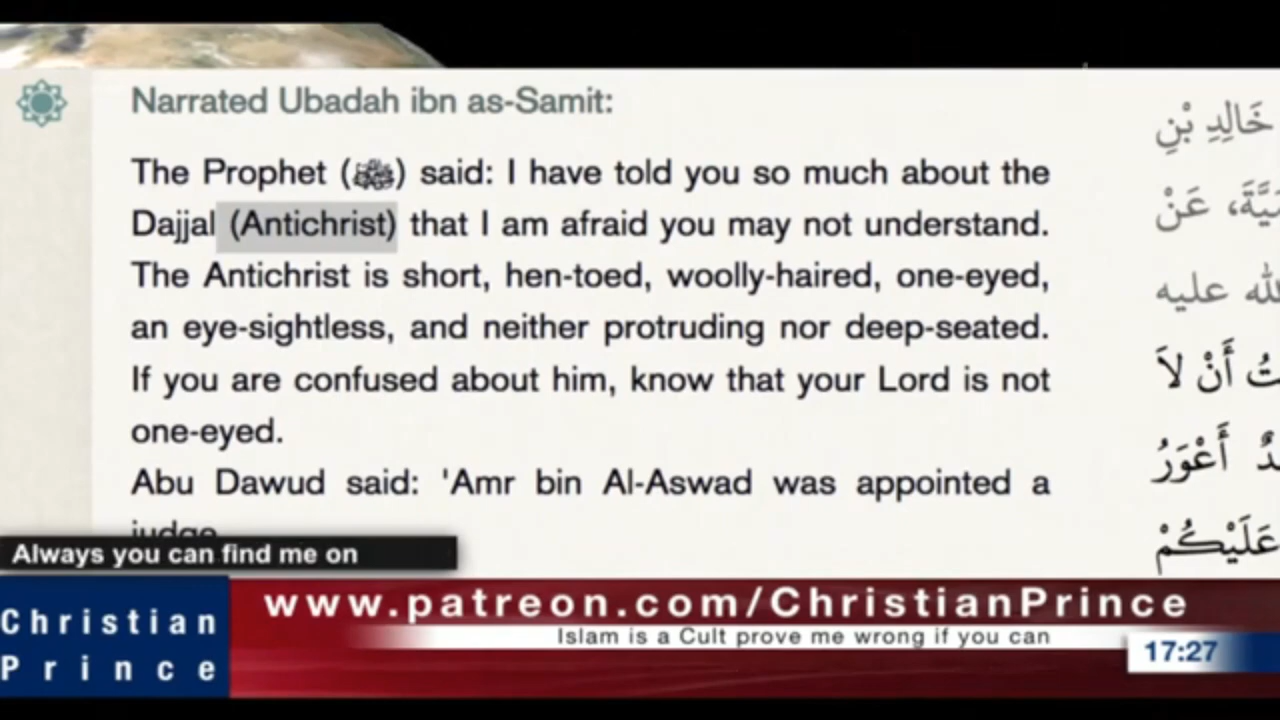 Narrated Ubadah ibn as-Samit:
The Prophet (ﷺ) said: I have told you so much about the
Dajjal (Antichrist) that I am afraid you may not understand.
The Antichrist is short, hen-toed, woolly-haired, one-eyed,
an eye-sightless, and neither protruding nor deep-seated.
If you are confused about him, know that your Lord is not
one-eyed.
Abu Dawud said: 'Amr bin Al-Aswad was appointed a
judge
خَالِدِ بْنِ
عَنْ
الله عليه
أَنْ لاَ
أَعْوَرُ
عَلَيْكُمْ
Always you can find me on
Christian
Prince
www.patreon.com/ChristianPrince
Islam is a Cult prove me wrong if you can
17:27